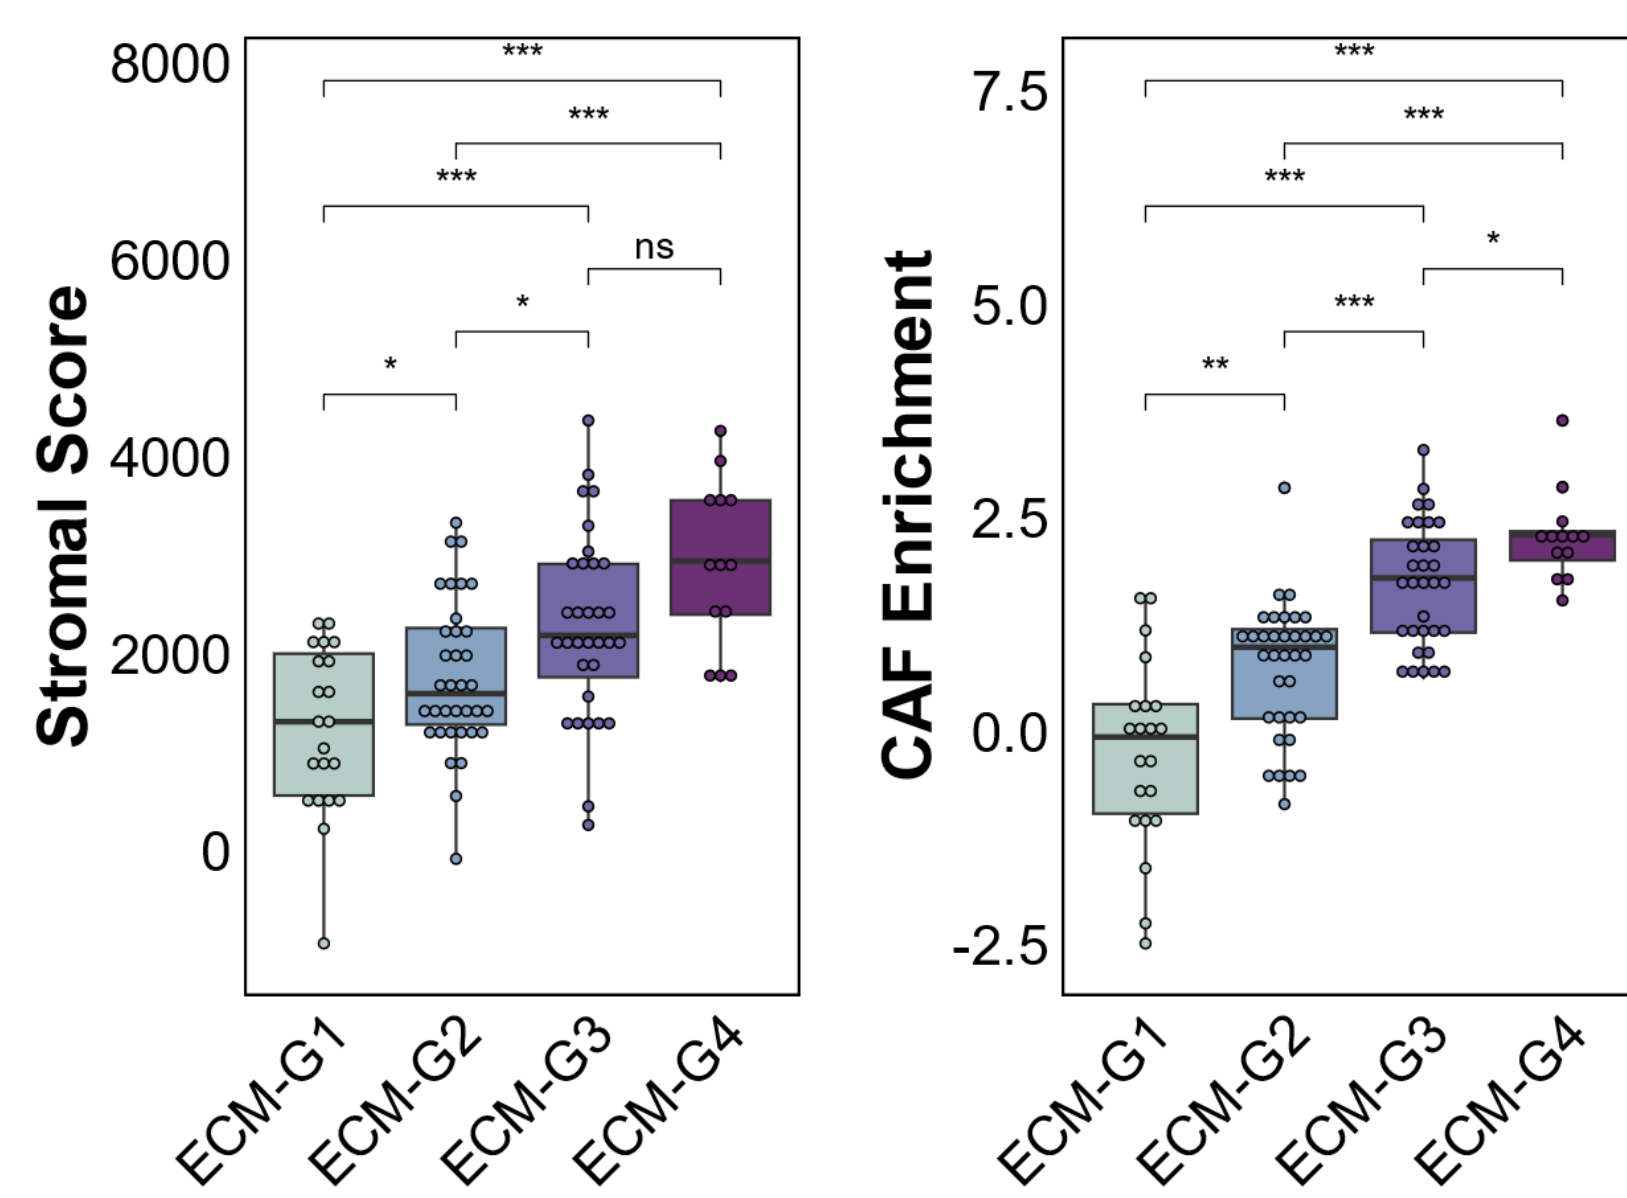 Stromal Score
8000
6000
4000
2000
0
***
***
***
ns
*
*
ECM-G1
ECM-G2
ECM-G3
ECM-G4
CAF Enrichment
7.5
5.0
2.5
0.0
-2.5
***
***
***
*
***
**
ECM-G1
ECM-G2
ECM-G3
ECM-G4